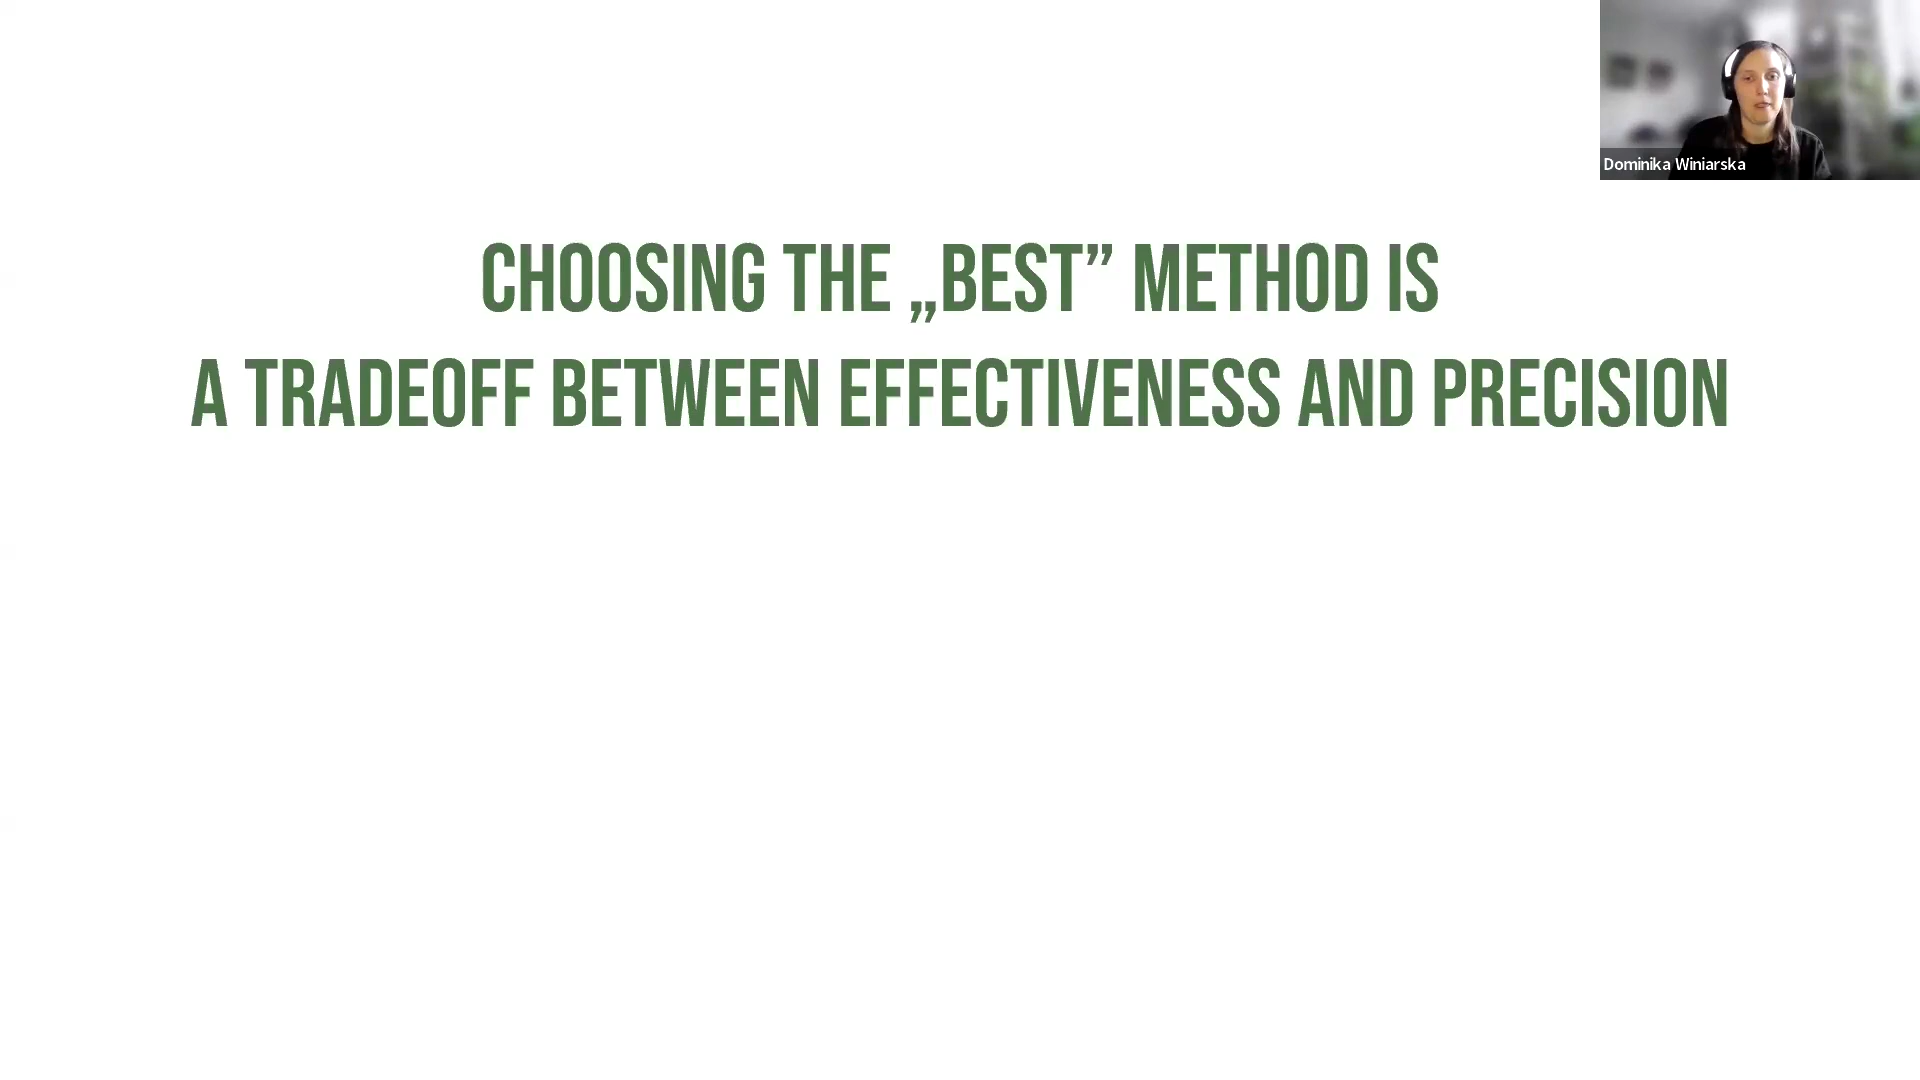 Dominika Winiarska
CHOOSING THE „BEST” METHOD IS
A TRADEOFF BETWEEN EFFECTIVENESS AND PRECISION